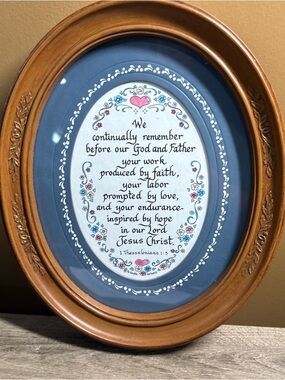 We
continually remember
before our God and Father
your work
produced by faith,
your labor
prompted by love,
and your endurance
inspired by hope
in our Lord
Jesus Christ.
1 Thessalonians 1:3